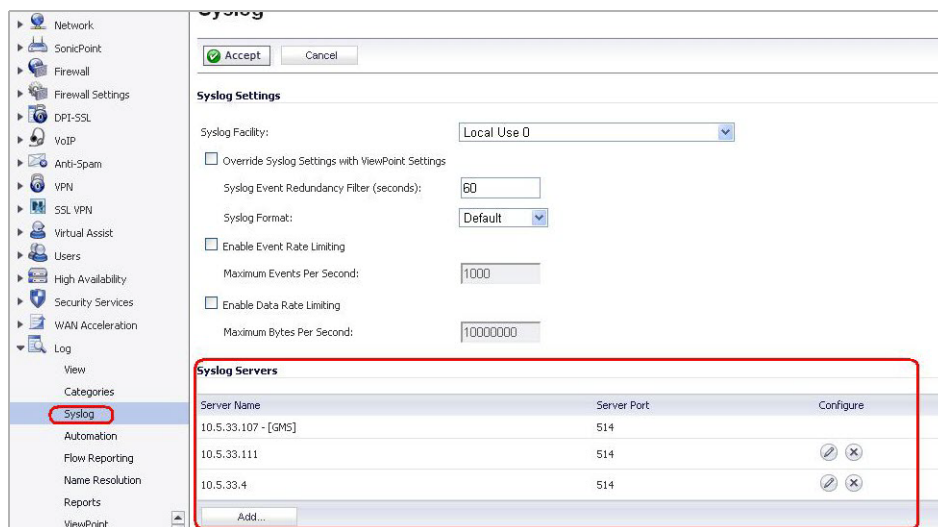 Syslog
Network
SonicPoint
Firewall
Firewall Settings
DPI-SSL
VoIP
Anti-Spam
VPN
SSL VPN
Virtual Assist
Users
High Availability
Security Services
WAN Acceleration
Log
View
Categories
Syslog
Automation
Flow Reporting
Name Resolution
Reports
ViewPoint
Accept Cancel
Syslog Settings
Syslog Facility: Local Use 0
Override Syslog Settings with ViewPoint Settings
Syslog Event Redundancy Filter (seconds): 60
Syslog Format: Default
Enable Event Rate Limiting
Maximum Events Per Second: 1000
Enable Data Rate Limiting
Maximum Bytes Per Second: 10000000
Syslog Servers
Server Name Server Port Configure
10.5.33.107 - [GMS] 514
10.5.33.111 514
10.5.33.4 514
Add...